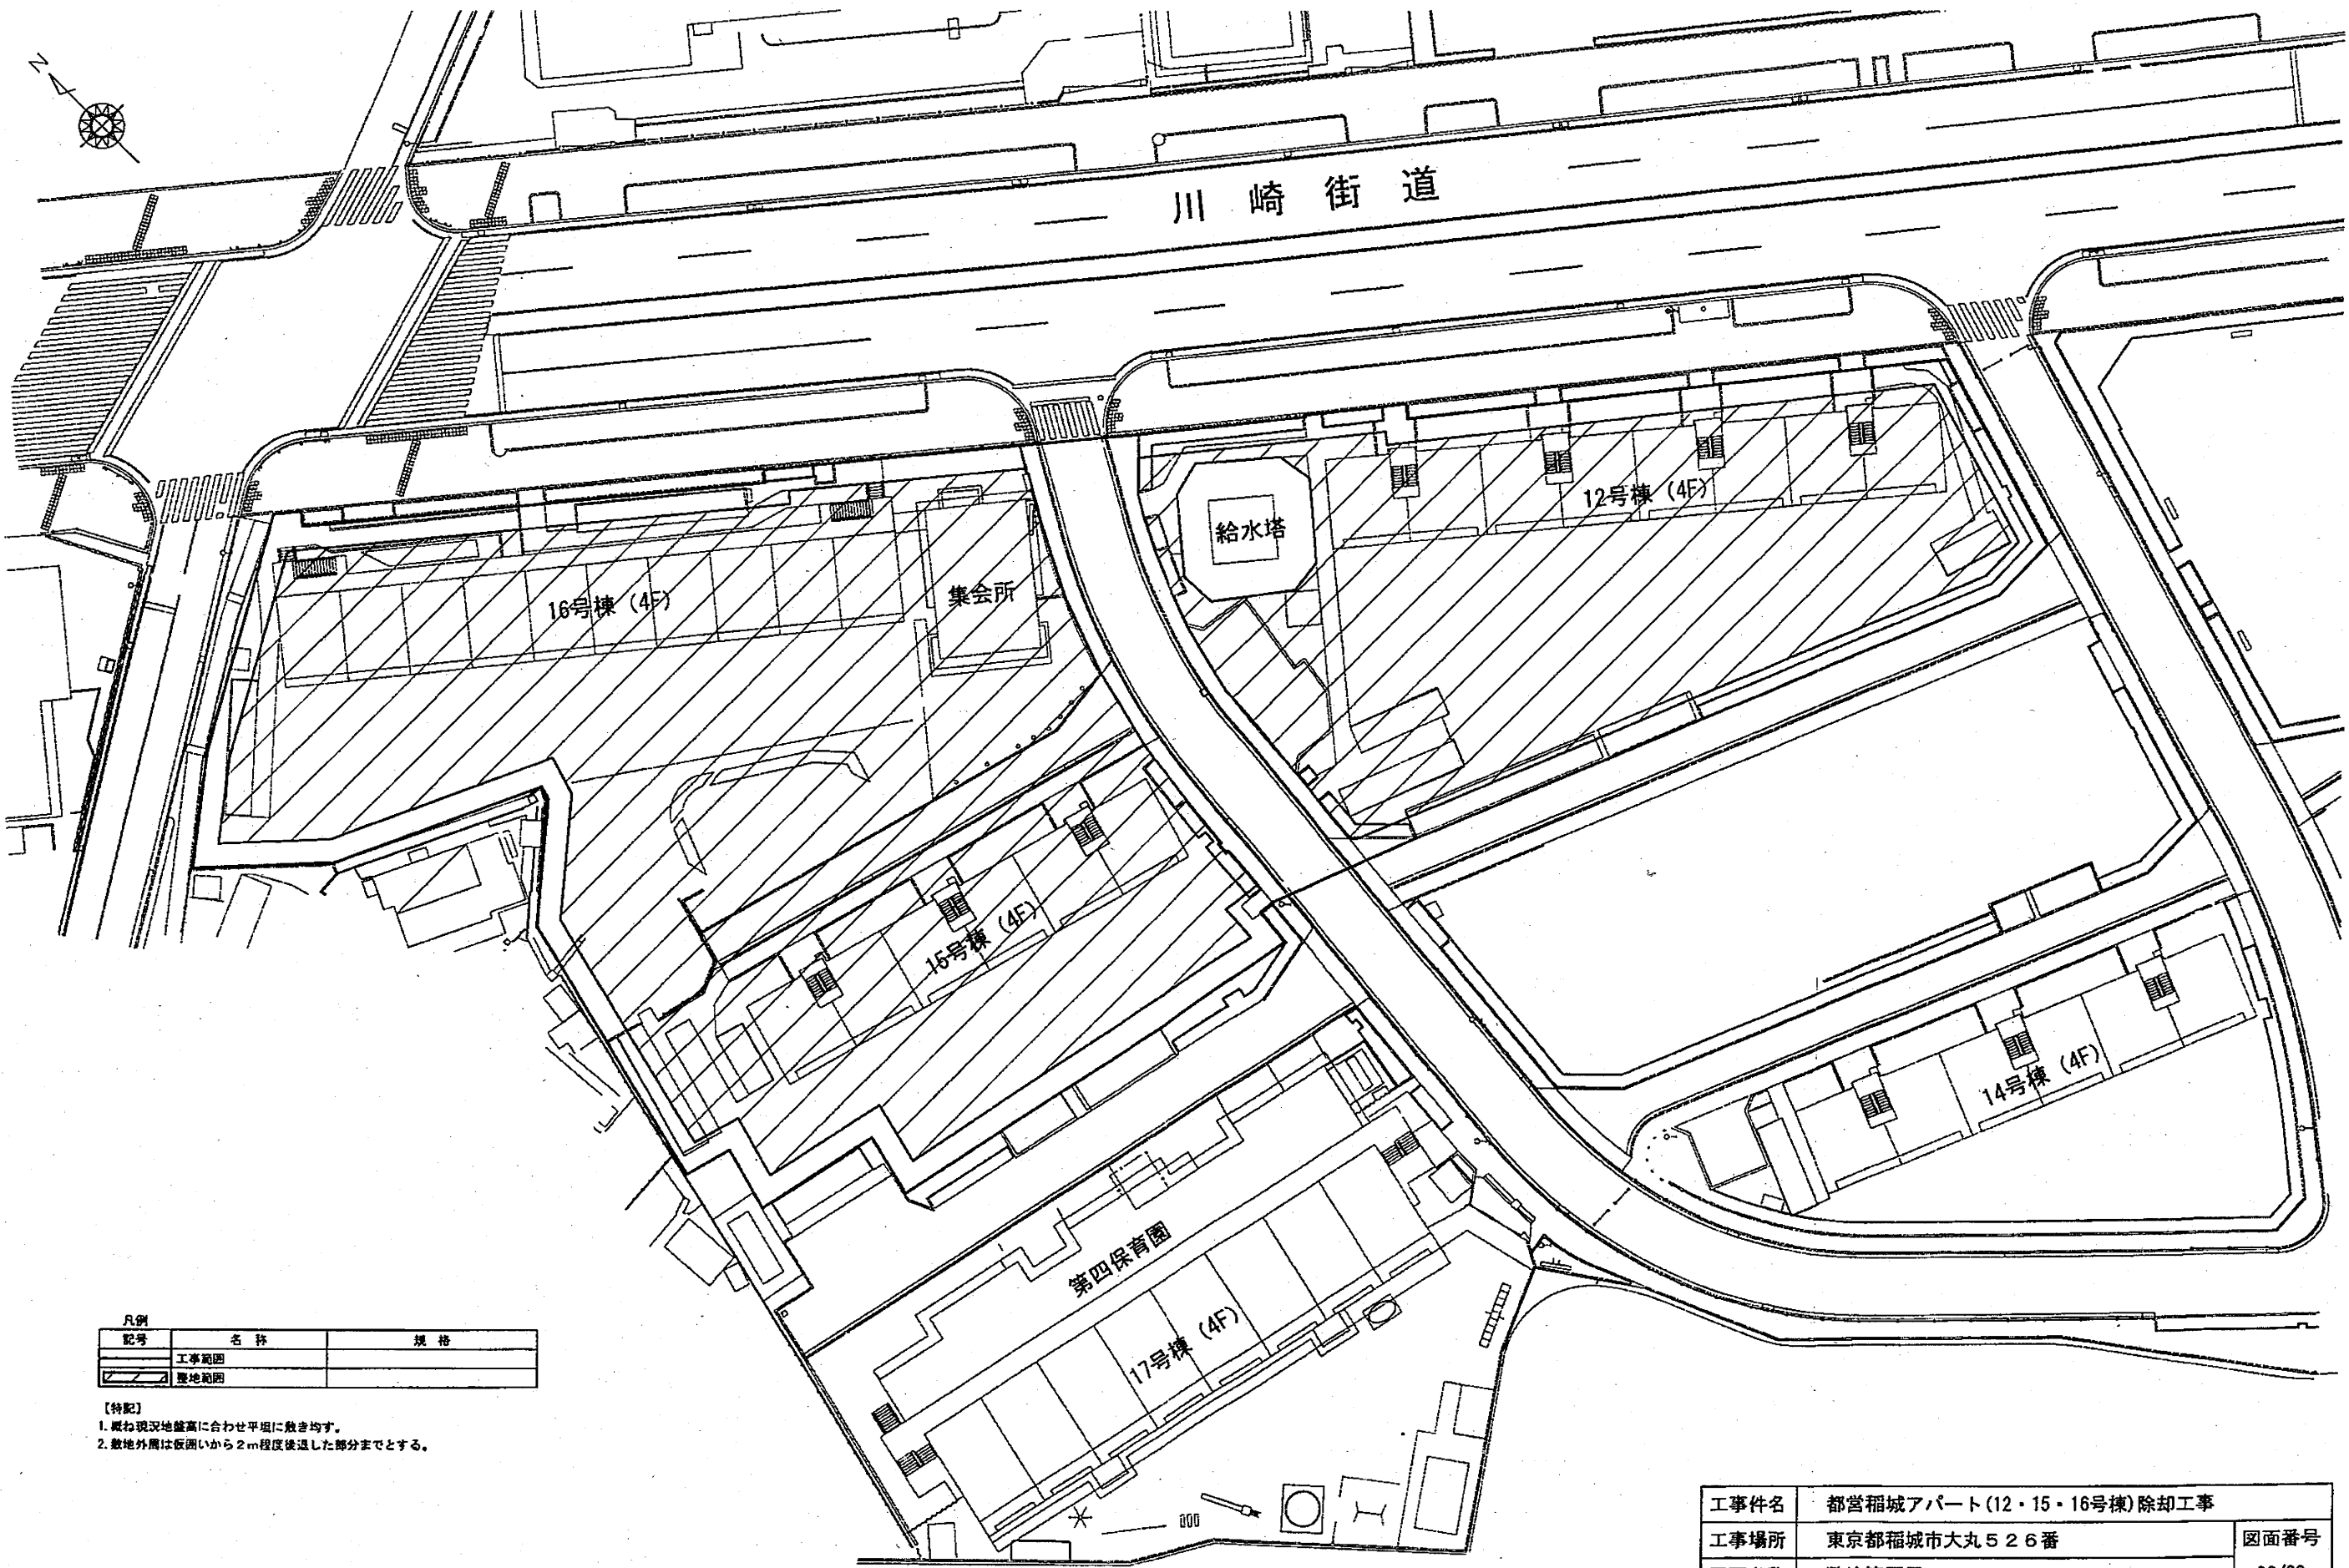 N
川崎街道
12号棟 (4F)
給水塔
16号棟 (4F)
集会所
15号棟 (4F)
14号棟 (4F)
第四保育園
17号棟 (4F)
凡例
記号 名称 規格
工事範囲
整地範囲
【特記】
1. 概ね現況地盤高に合わせ平坦に敷き均す。
2. 敷地外周は仮囲いから2m程度後退した部分までとする。
工事件名 都営稲城アパート(12・15・16号棟)除却工事
工事場所 東京都稲城市大丸526番 図面番号